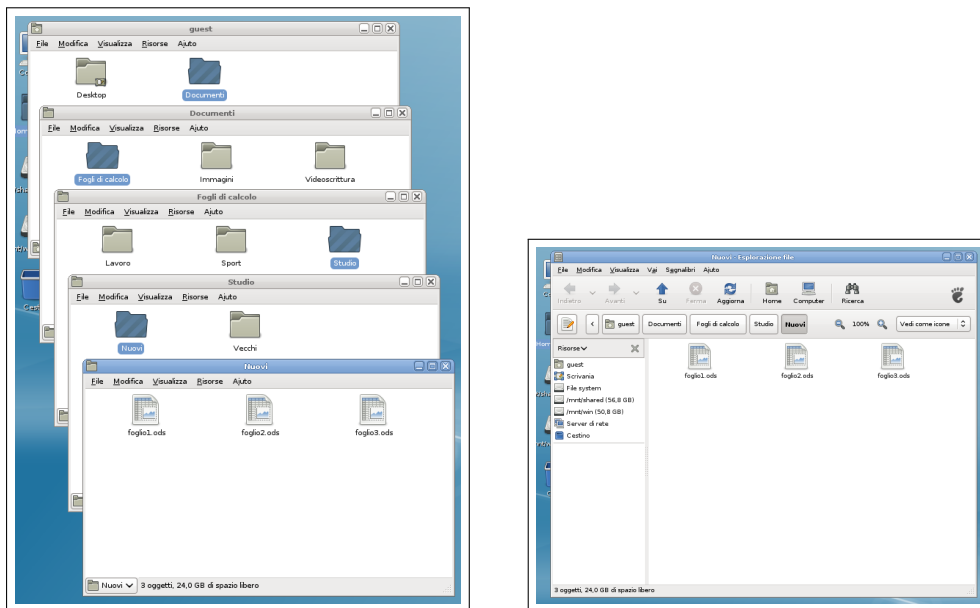 guest
File Modifica Visualizza Risorse Aiuto
Desktop Documenti
Documenti
File Modifica Visualizza Risorse Aiuto
Fogli di calcolo Immagini Videoscrittura
Fogli di calcolo
File Modifica Visualizza Risorse Aiuto
Lavoro Sport Studio
Studio
File Modifica Visualizza Risorse Aiuto
Nuovi Vecchi
Nuovi
File Modifica Visualizza Risorse Aiuto
foglio1.ods foglio2.ods foglio3.ods
Nuovi 3 oggetti, 24,0 GB di spazio libero
Nuovi - Esplorazione file
File Modifica Visualizza Vai Segnalibri Aiuto
Indietro Avanti Su Ferma Aggiorna Home Computer Ricerca
guest Documenti Fogli di calcolo Studio Nuovi 100% Vedi come icone
Risorse
guest
Scrivania
File system
/mnt/shared (56,8 GB)
/mnt/win (50,8 GB)
Server di rete
Cestino
foglio1.ods foglio2.ods foglio3.ods
3 oggetti, 24,0 GB di spazio libero